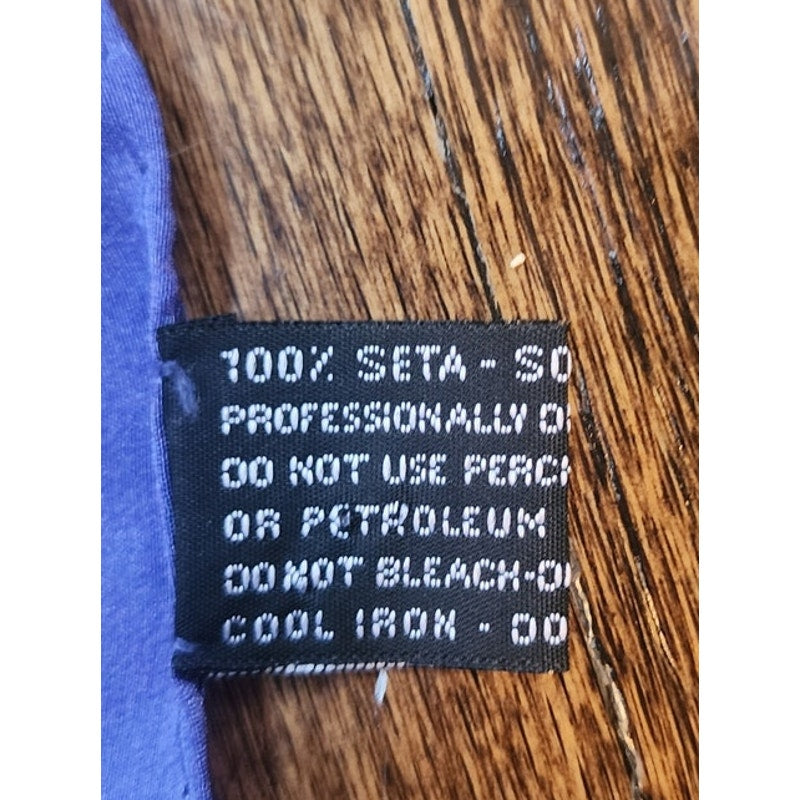 100% SETA - SO
PROFESSIONALLY D
DO NOT USE PERC
OR PETROLEUM
DO NOT BLEACH-D
COOL IRON - DO